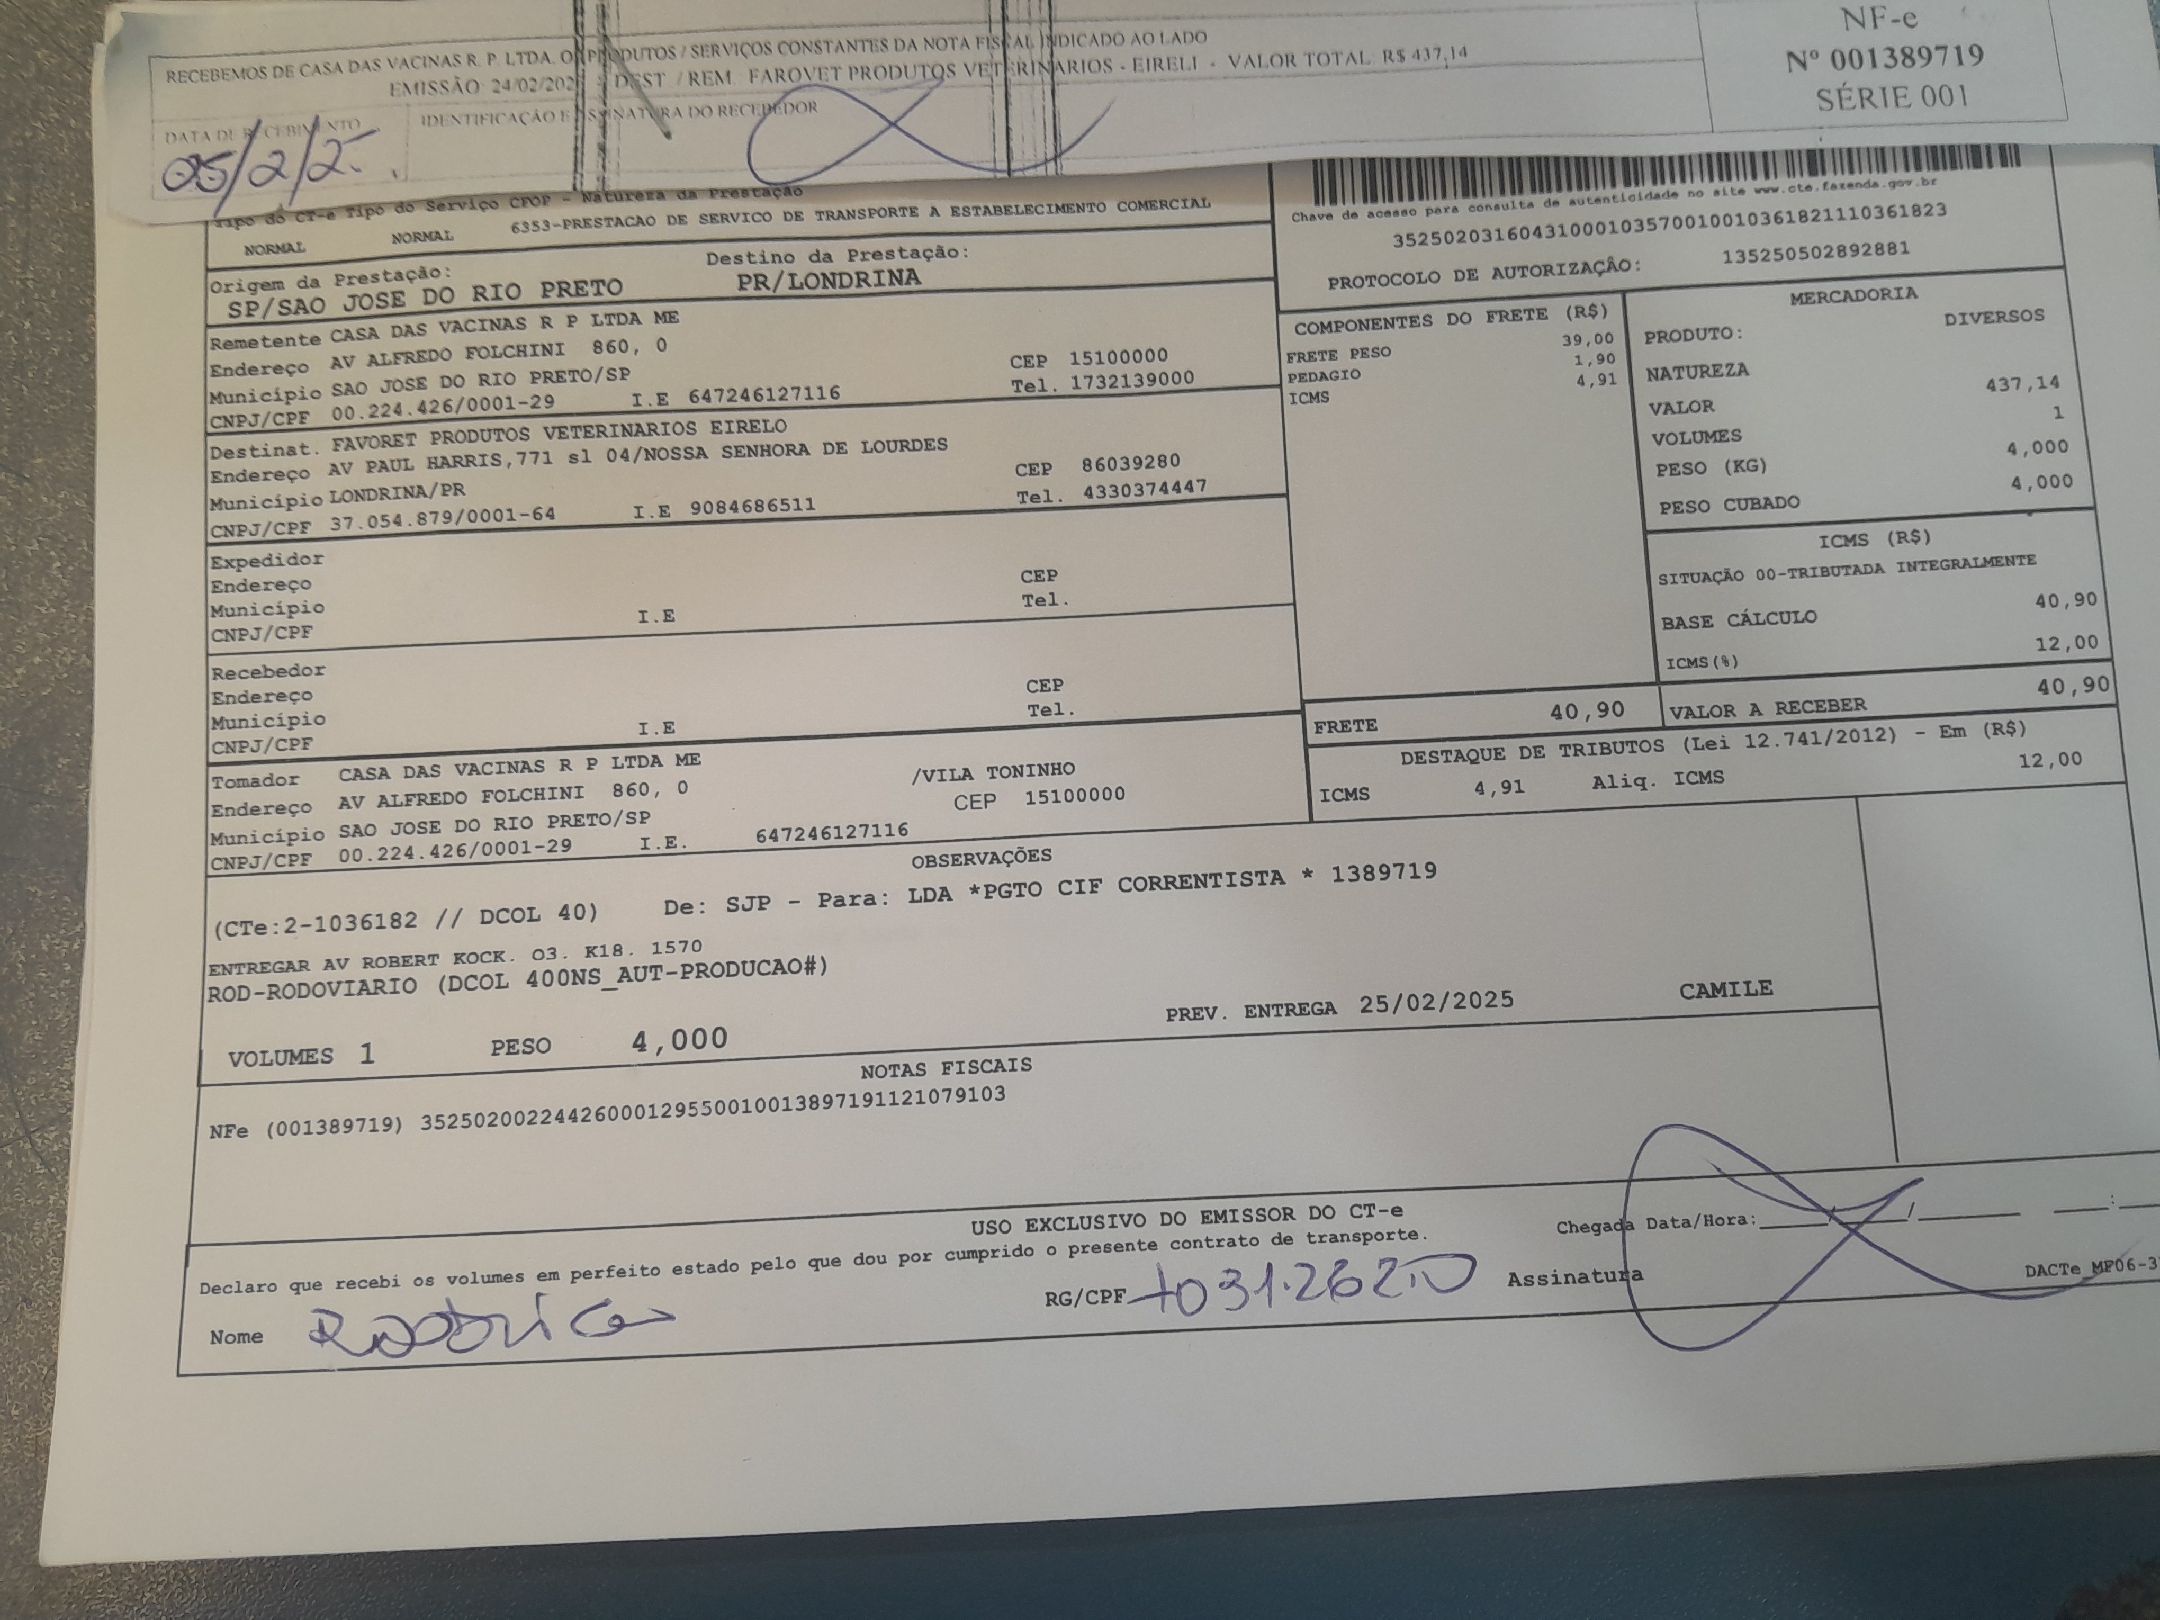 RECEBEMOS DE CASA DAS VACINAS R. P. LTDA. OS PRODUTOS / SERVIÇOS CONSTANTES DA NOTA FISCAL INDICADO AO LADO
EMISSÃO: 24/02/202 DEST. / REM. FAROVET PRODUTOS VETERINARIOS - EIRELI - VALOR TOTAL: R$ 437,14
DATA DE RECEBIMENTO
IDENTIFICAÇÃO E ASSINATURA DO RECEBEDOR
NF-e
Nº 001389719
SÉRIE 001
Tipo do CT-e Tipo do Serviço CFOP - Natureza da Prestação
NORMAL NORMAL 6353-PRESTACAO DE SERVICO DE TRANSPORTE A ESTABELECIMENTO COMERCIAL
Chave de acesso para consulta de autenticidade no site www.cte.fazenda.gov.br
35250203160431000103570010010361821110361823
PROTOCOLO DE AUTORIZAÇÂO: 135250502892881
Origem da Prestação: Destino da Prestação:
SP/SAO JOSE DO RIO PRETO PR/LONDRINA
Remetente CASA DAS VACINAS R P LTDA ME
Endereço AV ALFREDO FOLCHINI 860, 0 CEP 15100000
Município SAO JOSE DO RIO PRETO/SP Tel. 1732139000
CNPJ/CPF 00.224.426/0001-29 I.E 647246127116
Destinat. FAVORET PRODUTOS VETERINARIOS EIRELO
Endereço AV PAUL HARRIS,771 sl 04/NOSSA SENHORA DE LOURDES CEP 86039280
Município LONDRINA/PR Tel. 4330374447
CNPJ/CPF 37.054.879/0001-64 I.E 9084686511
Expedidor
Endereço CEP
Município Tel.
CNPJ/CPF I.E
Recebedor
Endereço CEP
Município Tel.
CNPJ/CPF I.E
Tomador CASA DAS VACINAS R P LTDA ME
Endereço AV ALFREDO FOLCHINI 860, 0 /VILA TONINHO
Município SAO JOSE DO RIO PRETO/SP CEP 15100000
CNPJ/CPF 00.224.426/0001-29 I.E. 647246127116
COMPONENTES DO FRETE (R$)
FRETE PESO 39,00
PEDAGIO 1,90
ICMS 4,91
MERCADORIA
PRODUTO: DIVERSOS
NATUREZA
VALOR 437,14
VOLUMES 1
PESO (KG) 4,000
PESO CUBADO 4,000
ICMS (R$)
SITUAÇÃO 00-TRIBUTADA INTEGRALMENTE
BASE CÁLCULO 40,90
ICMS(%) 12,00
FRETE 40,90 VALOR A RECEBER 40,90
DESTAQUE DE TRIBUTOS (Lei 12.741/2012) - Em (R$)
ICMS 4,91 Aliq. ICMS 12,00
OBSERVAÇÕES
(CTe:2-1036182 // DCOL 40) De: SJP - Para: LDA *PGTO CIF CORRENTISTA * 1389719
ENTREGAR AV ROBERT KOCK. O3. K18. 1570
ROD-RODOVIARIO (DCOL 400NS_AUT-PRODUCAO#)
VOLUMES 1 PESO 4,000 PREV. ENTREGA 25/02/2025 CAMILE
NOTAS FISCAIS
NFe (001389719) 35250200224426000129550010013897191121079103
USO EXCLUSIVO DO EMISSOR DO CT-e
Declaro que recebi os volumes em perfeito estado pelo que dou por cumprido o presente contrato de transporte.
Chegada Data/Hora:
Nome Rodrigo RG/CPF Assinatura
DACTe MF06-3